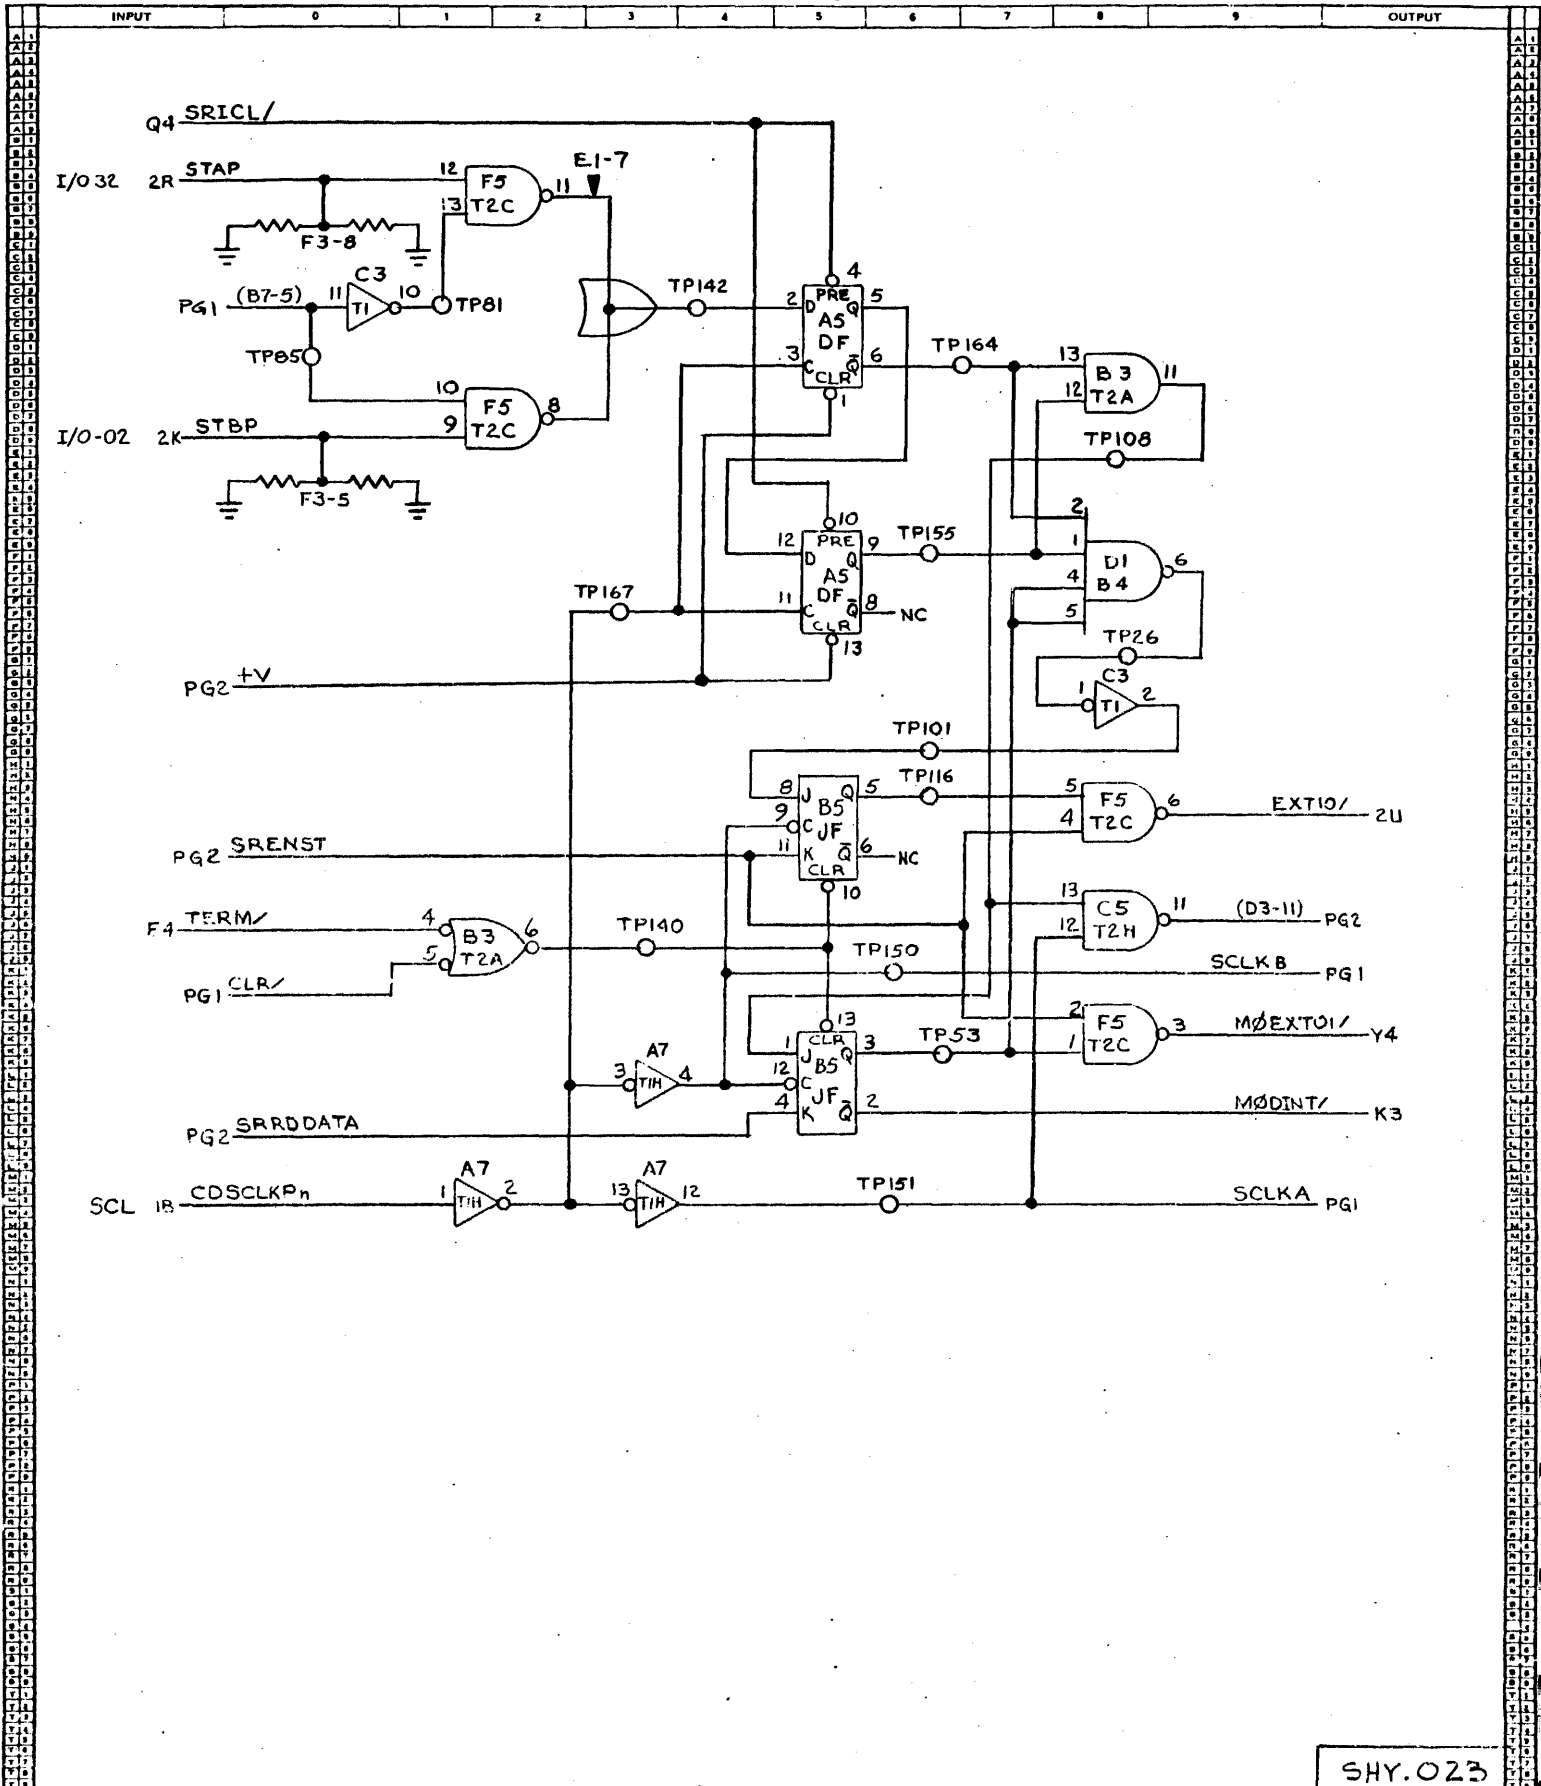 INPUT 0 1 2 3 4 5 6 7 8 9 OUTPUT
Q4 SRICL/
I/O 32 2R STAP 12 F5 T2C 11 E1-7
13
F3-8
C3
PG1 (B7-5) 11 T1 10 TP81
TP85
TP142
4
2 D PRE Q 5
A5
DF
3 C Q̅ 6
CLR
1
TP164
13 B3 11
12 T2A
TP108
10 F5 8
9 T2C
I/O-02 2K STBP
F3-5
10
12 D PRE Q 9
A5
DF
11 C Q̅ 8 NC
CLR
13
TP155
2
1 D1 6
4 B4
5
TP167
TP26
C3
1 T1 2
PG2 +V
TP101
TP116
8 J B5 Q 5
9 C JF
11 K Q̅ 6 NC
CLR
10
5 F5 6 EXTIO/ 2U
4 T2C
PG2 SRENST
13 C5 11 (D3-11) PG2
12 T2H
F4 TERM/ 4 B3 6 TP140
5 T2A
PG1 CLR/
TP150 SCLKB PG1
13
CLR
1 J B5 Q 3 TP53
12 C JF
4 K Q̅ 2
2 F5 3 MØEXTOI/ Y4
1 T2C
A7
3 T1H 4
MØDINT/ K3
PG2 SRRDDATA
A7 A7
SCL 1B CDSCLKPn 1 T1H 2 13 T1H 12 TP151 SCLKA PG1
SHY.023